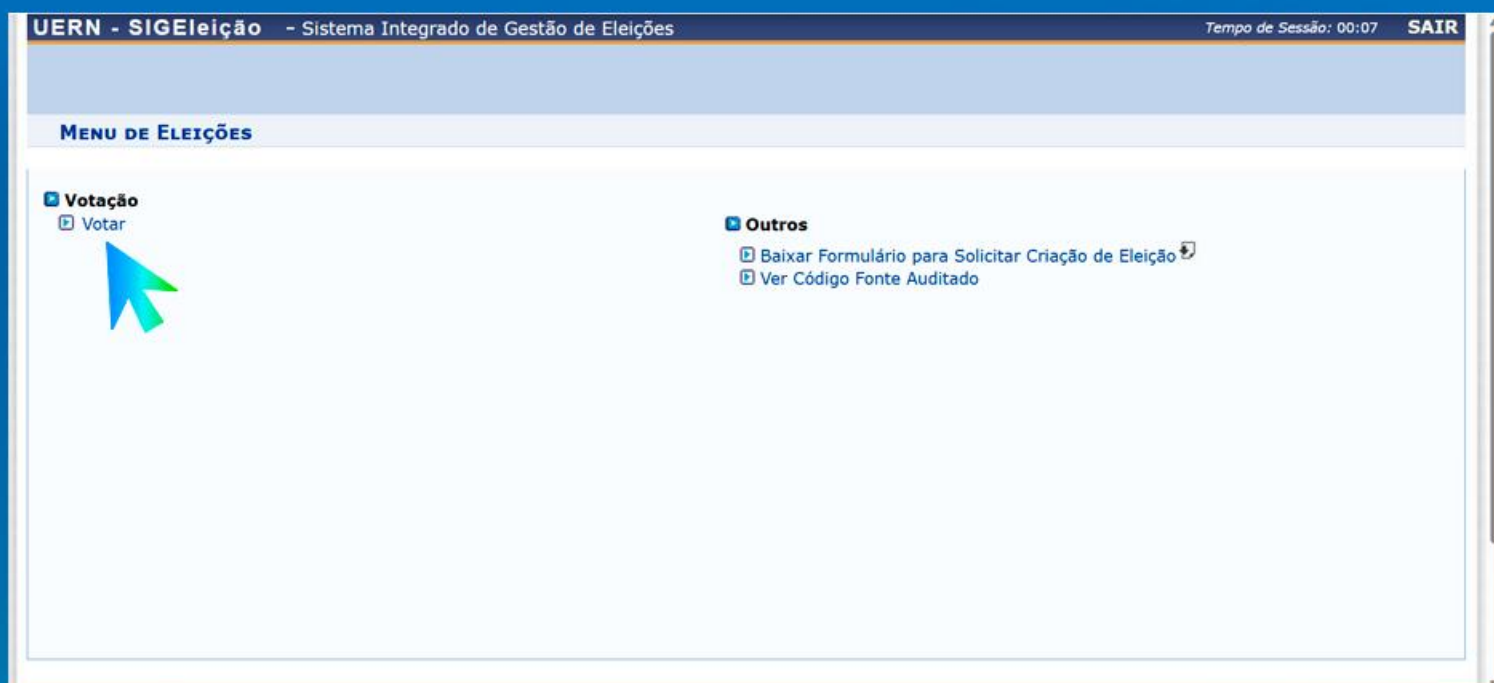 UERN - SIGEleição - Sistema Integrado de Gestão de Eleições Tempo de Sessão: 00:07 SAIR
MENU DE ELEIÇÕES
Votação
Votar
Outros
Baixar Formulário para Solicitar Criação de Eleição
Ver Código Fonte Auditado